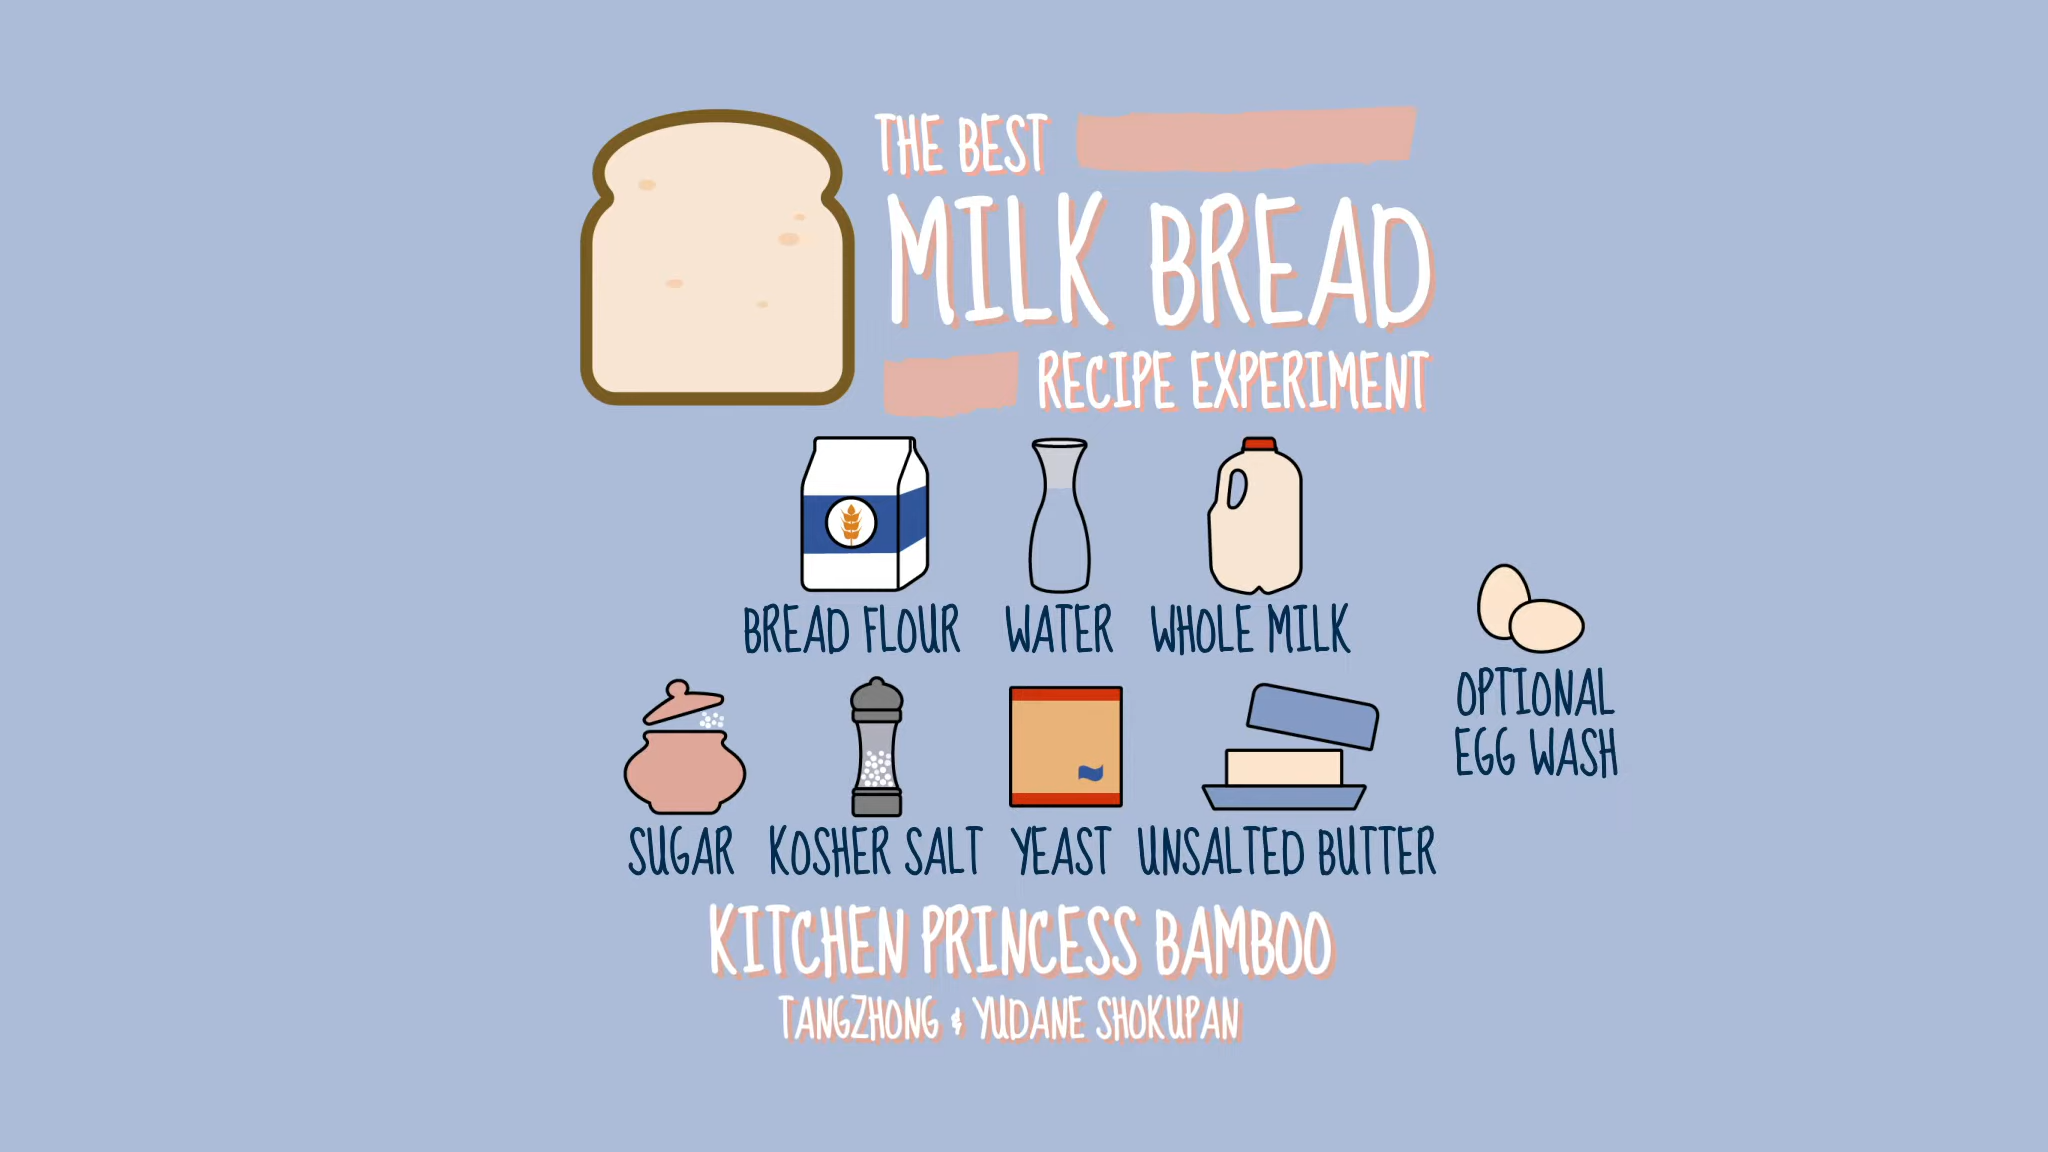 THE BEST
MILK BREAD
RECIPE EXPERIMENT
BREAD FLOUR
WATER
WHOLE MILK
OPTIONAL
EGG WASH
SUGAR
KOSHER SALT
YEAST
UNSALTED BUTTER
KITCHEN PRINCESS BAMBOO
TANGZHONG & YUDANE SHOKUPAN